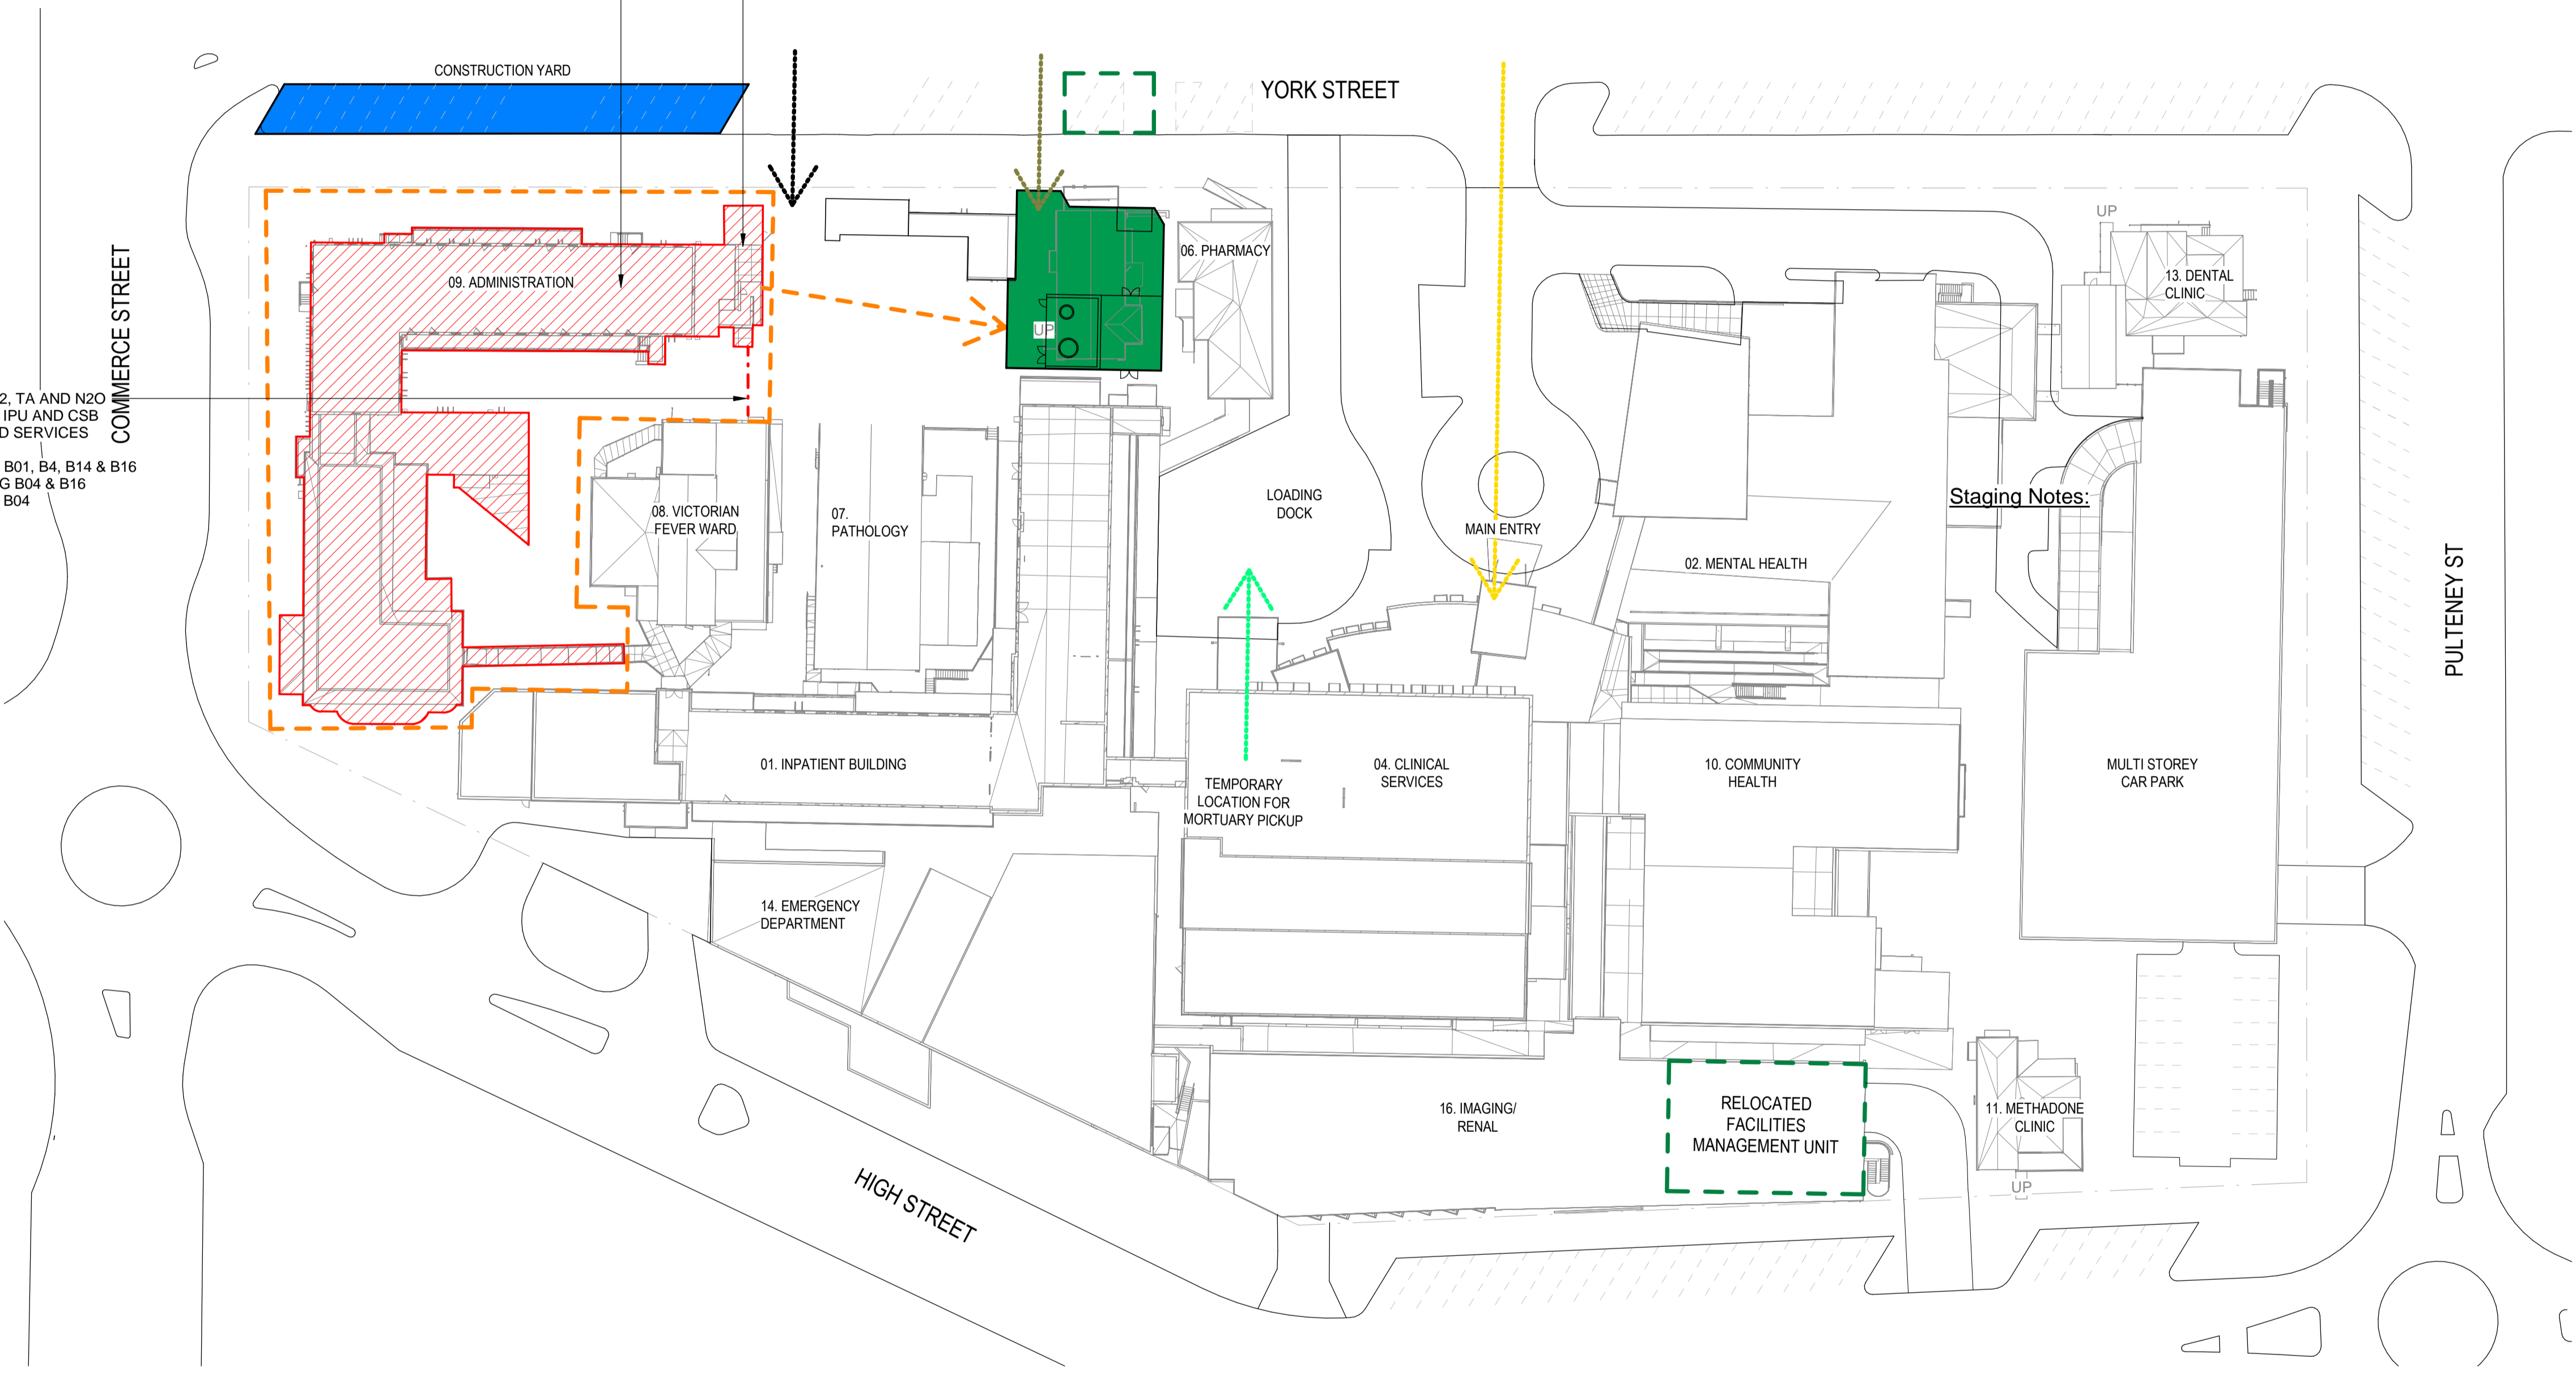 CONSTRUCTION YARD
YORK STREET
COMMERCE STREET
09. ADMINISTRATION
06. PHARMACY
UP
UP
13. DENTAL
CLINIC
2, TA AND N2O
IPU AND CSB
D SERVICES
B01, B4, B14 & B16
G B04 & B16
B04
08. VICTORIAN
FEVER WARD
07.
PATHOLOGY
LOADING
DOCK
MAIN ENTRY
Staging Notes:
02. MENTAL HEALTH
PULTENEY ST
01. INPATIENT BUILDING
TEMPORARY
LOCATION FOR
MORTUARY PICKUP
04. CLINICAL
SERVICES
10. COMMUNITY
HEALTH
MULTI STOREY
CAR PARK
14. EMERGENCY
DEPARTMENT
16. IMAGING/
RENAL
RELOCATED
FACILITIES
MANAGEMENT UNIT
11. METHADONE
CLINIC
UP
HIGH STREET